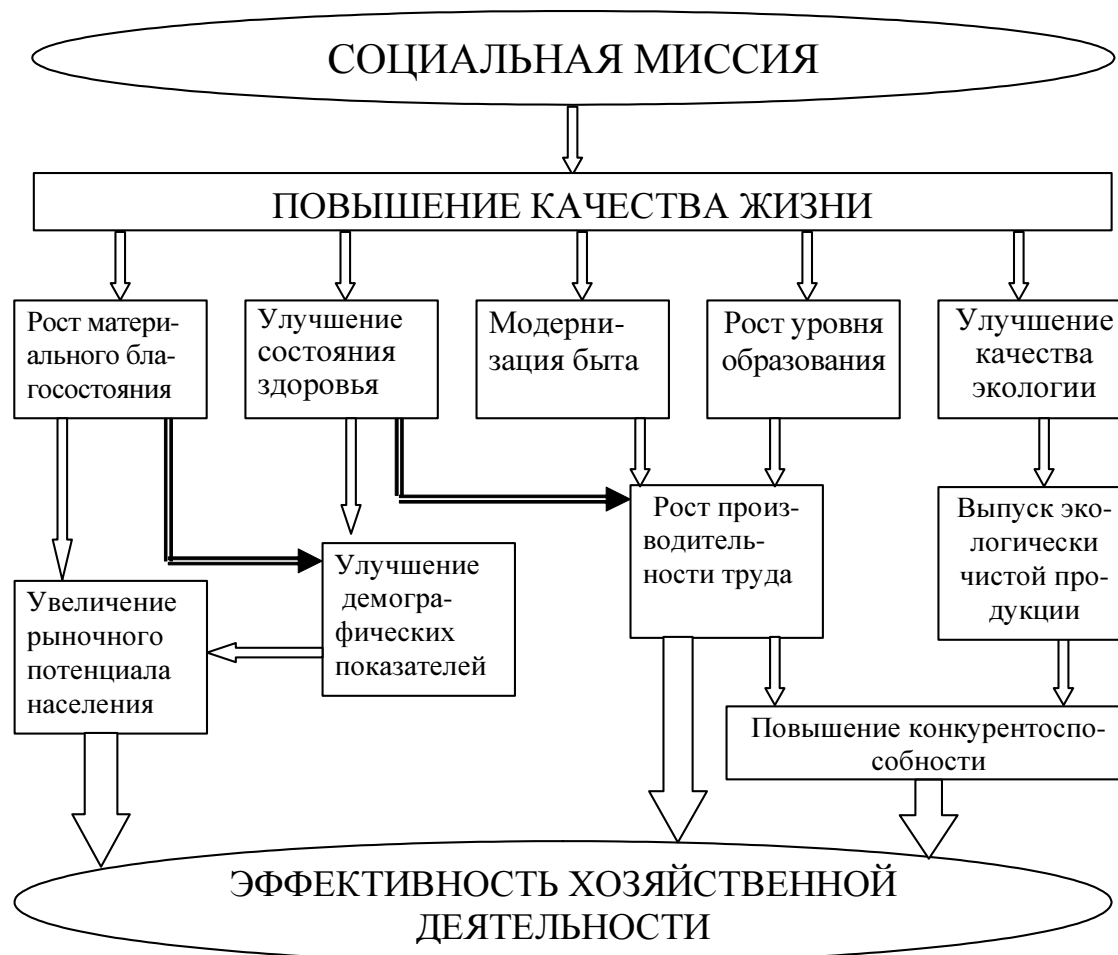 СОЦИАЛЬНАЯ МИССИЯ
ПОВЫШЕНИЕ КАЧЕСТВА ЖИЗНИ
Рост матери-
ального бла-
госостояния
Улучшение
состояния
здоровья
Модерни-
зация быта
Рост уровня
образования
Улучшение
качества
экологии
Рост произ-
водитель-
ности труда
Выпуск эко-
логически
чистой про-
дукции
Улучшение
демогра-
фических
показателей
Увеличение
рыночного
потенциала
населения
Повышение конкурентоспо-
собности
ЭФФЕКТИВНОСТЬ ХОЗЯЙСТВЕННОЙ
ДЕЯТЕЛЬНОСТИ